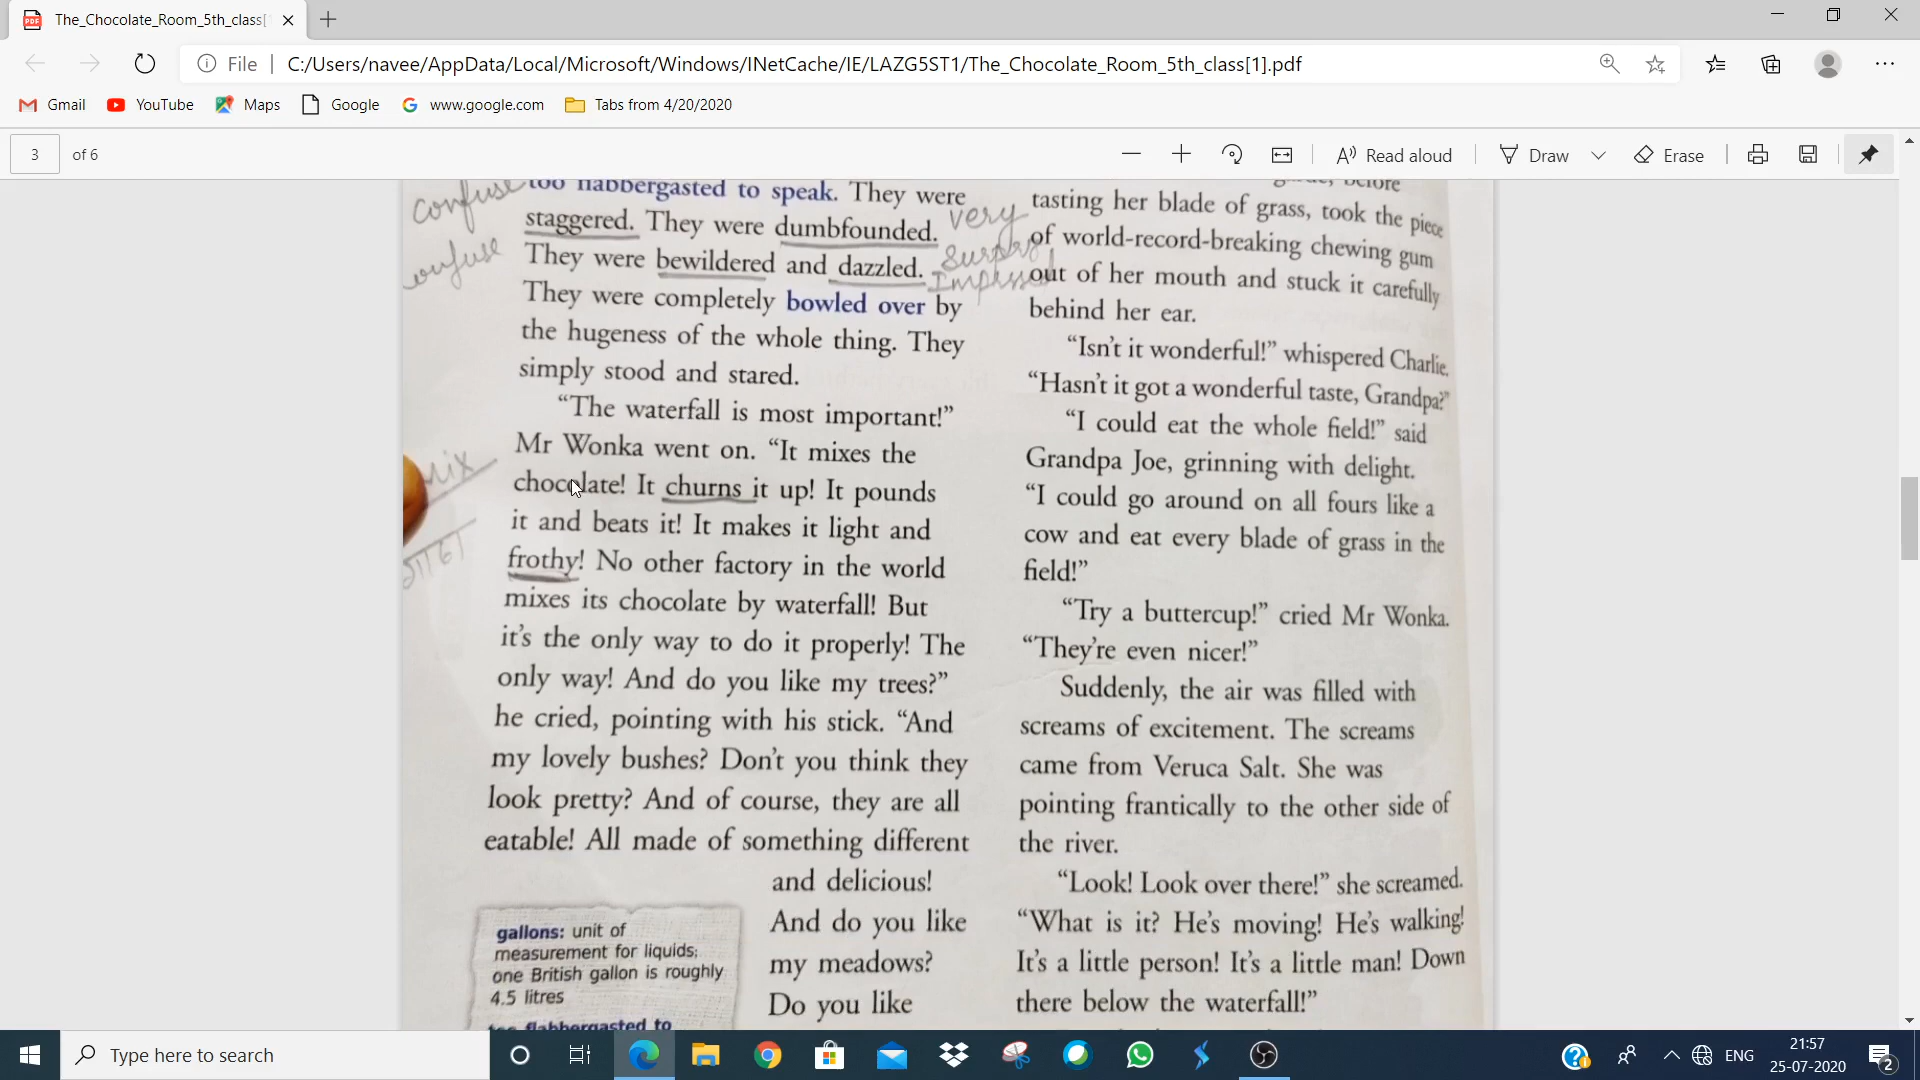 The_Chocolate_Room_5th_class[
File
C:/Users/navee/AppData/Local/Microsoft/Windows/INetCache/IE/LAZG5ST1/The_Chocolate_Room_5th_class[1].pdf
Gmail
YouTube
Maps
Google
www.google.com
Tabs from 4/20/2020
3 of 6
Read aloud
Draw
Erase
too flabbergasted to speak. They were
staggered. They were dumbfounded.
They were bewildered and dazzled.
They were completely bowled over by
the hugeness of the whole thing. They
simply stood and stared.
“The waterfall is most important!”
Mr Wonka went on. “It mixes the
chocolate! It churns it up! It pounds
it and beats it! It makes it light and
frothy! No other factory in the world
mixes its chocolate by waterfall! But
it’s the only way to do it properly! The
only way! And do you like my trees?”
he cried, pointing with his stick. “And
my lovely bushes? Don’t you think they
look pretty? And of course, they are all
eatable! All made of something different
and delicious!
And do you like
my meadows?
Do you like
confuse
confuse
very
mix
gallons: unit of
measurement for liquids;
one British gallon is roughly
4.5 litres
too flabbergasted to
before
tasting her blade of grass, took the piece
of world-record-breaking chewing gum
out of her mouth and stuck it carefully
behind her ear.
“Isn’t it wonderful!” whispered Charlie.
“Hasn’t it got a wonderful taste, Grandpa?”
“I could eat the whole field!” said
Grandpa Joe, grinning with delight.
“I could go around on all fours like a
cow and eat every blade of grass in the
field!”
“Try a buttercup!” cried Mr Wonka.
“They’re even nicer!”
Suddenly, the air was filled with
screams of excitement. The screams
came from Veruca Salt. She was
pointing frantically to the other side of
the river.
“Look! Look over there!” she screamed.
“What is it? He’s moving! He’s walking!
It’s a little person! It’s a little man! Down
there below the waterfall!”
Type here to search
ENG
21:57
25-07-2020
2